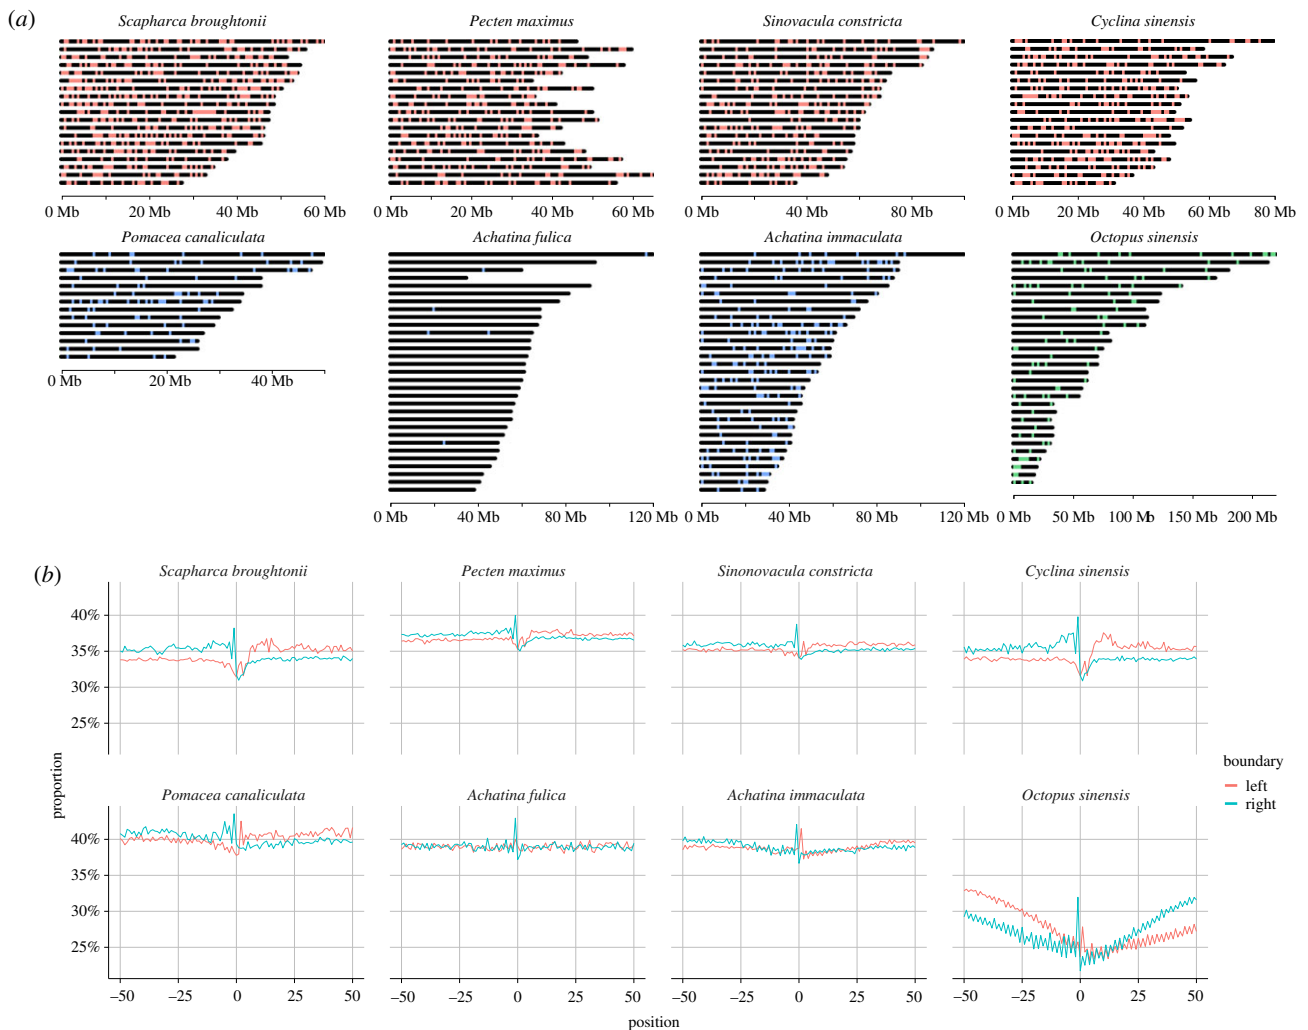 (a)
Scapharca broughtonii Pecten maximus Sinovacula constricta Cyclina sinensis
0 Mb 20 Mb 40 Mb 60 Mb 0 Mb 20 Mb 40 Mb 60 Mb 0 Mb 40 Mb 80 Mb 0 Mb 20 Mb 40 Mb 60 Mb 80 Mb
Pomacea canaliculata Achatina fulica Achatina immaculata Octopus sinensis
0 Mb 20 Mb 40 Mb
0 Mb 40 Mb 80 Mb 120 Mb 0 Mb 40 Mb 80 Mb 120 Mb 0 Mb 50 Mb 100 Mb 150 Mb 200 Mb
(b)
Scapharca broughtonii Pecten maximus Sinonovacula constricta Cyclina sinensis
40%
35%
30%
25%
proportion
boundary
left
right
Pomacea canaliculata Achatina fulica Achatina immaculata Octopus sinensis
40%
35%
30%
25%
−50 −25 0 25 50 −50 −25 0 25 50 −50 −25 0 25 50 −50 −25 0 25 50
position